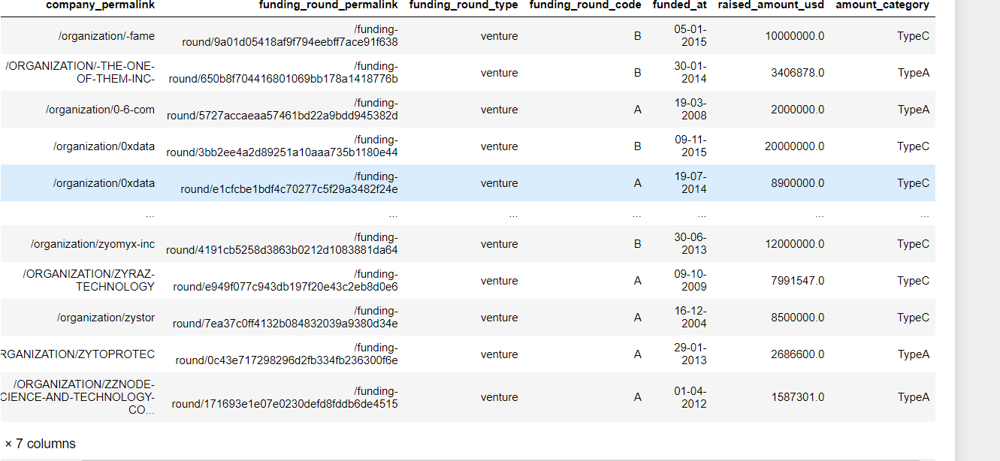 company_permalink funding_round_permalink funding_round_type funding_round_code funded_at raised_amount_usd amount_category
/organization/-fame /funding-round/9a01d05418af9f794eebff7ace91f638 venture B 05-01-2015 10000000.0 TypeC
/ORGANIZATION/-THE-ONE-OF-THEM-INC- /funding-round/650b8f704416801069bb178a1418776b venture B 30-01-2014 3406878.0 TypeA
/organization/0-6-com /funding-round/5727accaeaa57461bd22a9bdd945382d venture A 19-03-2008 2000000.0 TypeA
/organization/0xdata /funding-round/3bb2ee4a2d89251a10aaa735b1180e44 venture B 09-11-2015 20000000.0 TypeC
/organization/0xdata /funding-round/e1cfcbe1bdf4c70277c5f29a3482f24e venture A 19-07-2014 8900000.0 TypeC
... ... ... ... ... ... ...
/organization/zyomyx-inc /funding-round/4191cb5258d3863b0212d1083881da64 venture B 30-06-2013 12000000.0 TypeC
/ORGANIZATION/ZYRAZ-TECHNOLOGY /funding-round/e949f077c943db197f20e43c2eb8d0e6 venture A 09-10-2009 7991547.0 TypeC
/organization/zystor /funding-round/7ea37c0ff4132b084832039a9380d34e venture A 16-12-2004 8500000.0 TypeC
RGANIZATION/ZYTOPROTEC /funding-round/0c43e717298296d2fb334fb236300f6e venture A 29-01-2013 2686600.0 TypeA
/ORGANIZATION/ZZNODE-CIENCE-AND-TECHNOLOGY-CO... /funding-round/171693e1e07e0230defd8fddb6de4515 venture A 01-04-2012 1587301.0 TypeA
× 7 columns